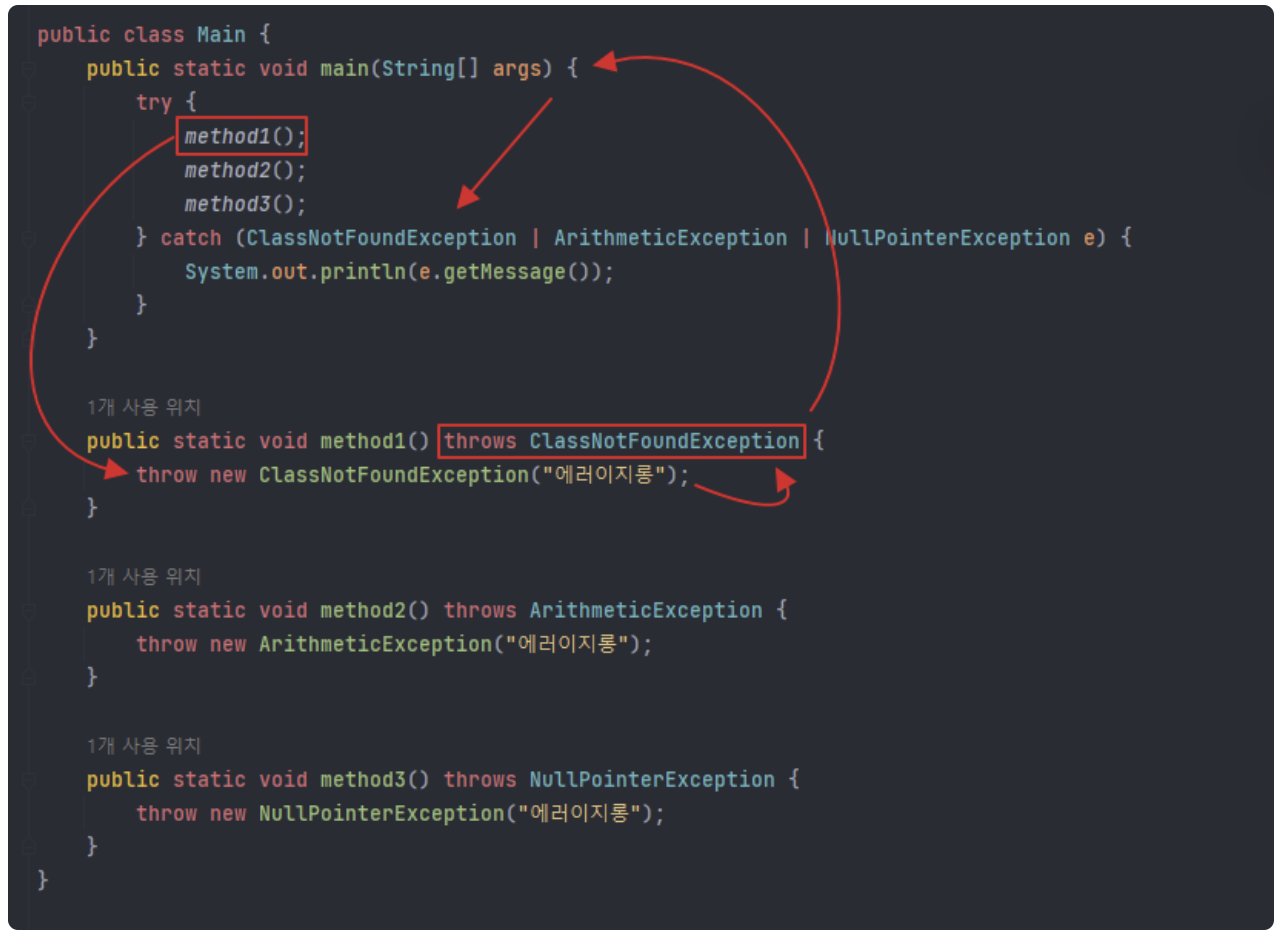 public class Main {
public static void main(String[] args) {
try {
method1();
method2();
method3();
} catch (ClassNotFoundException | ArithmeticException | NullPointerException e) {
System.out.println(e.getMessage());
}
}
1개 사용 위치
public static void method1() throws ClassNotFoundException {
throw new ClassNotFoundException("에러이지롱");
}
1개 사용 위치
public static void method2() throws ArithmeticException {
throw new ArithmeticException("에러이지롱");
}
1개 사용 위치
public static void method3() throws NullPointerException {
throw new NullPointerException("에러이지롱");
}
}